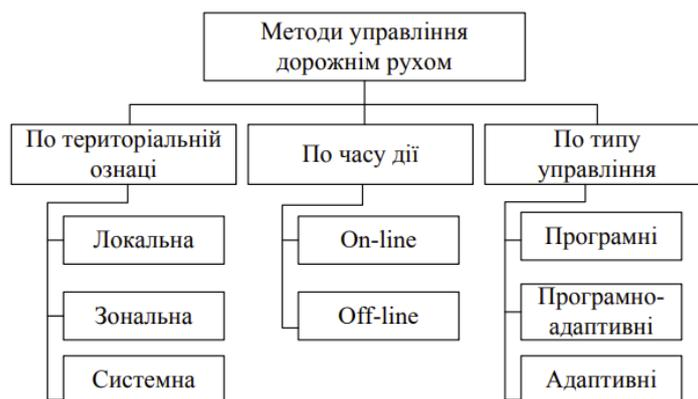 Методи управління
дорожнім рухом
По територіальній
ознаці
По часу дії
По типу
управління
Локальна
Зональна
Системна
On-line
Off-line
Програмні
Програмно-
адаптивні
Адаптивні